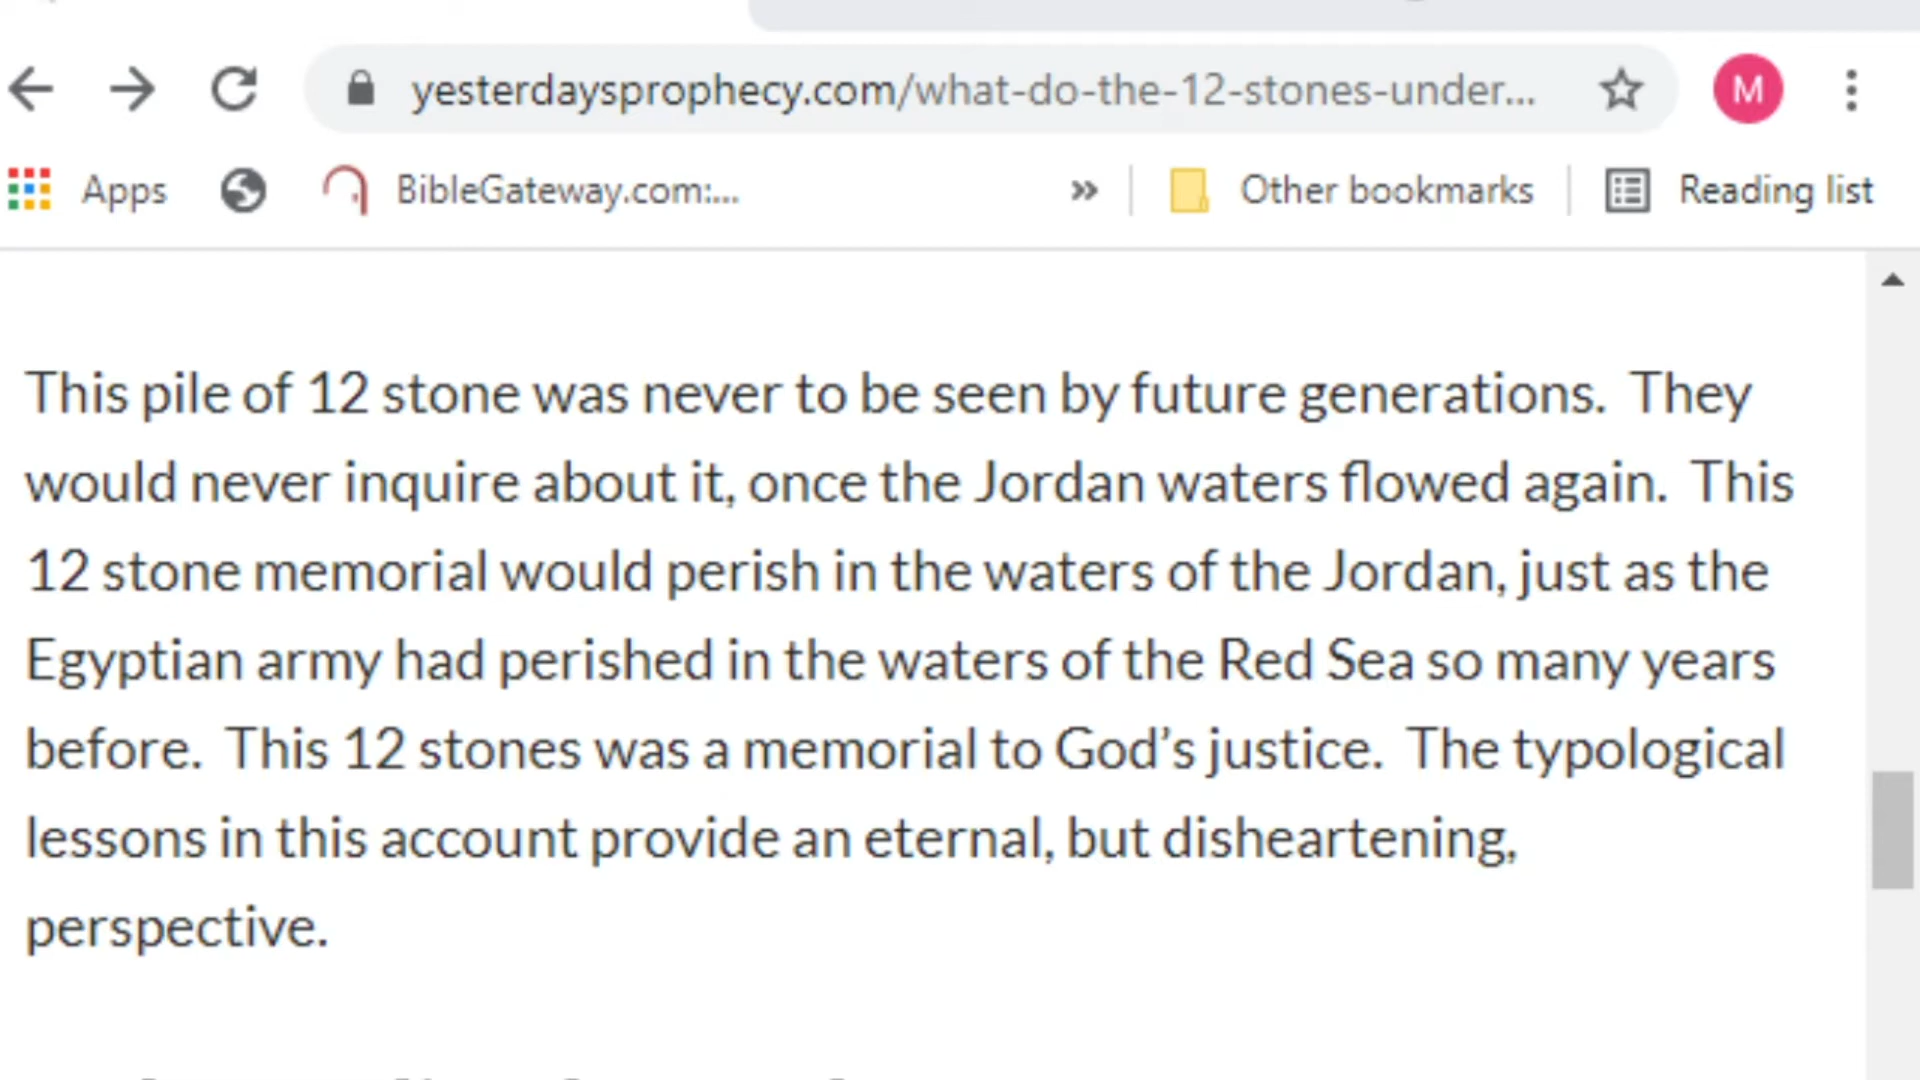 yesterdaysprophecy.com/what-do-the-12-stones-under...
M
Apps
BibleGateway.com:...
»
Other bookmarks
Reading list
This pile of 12 stone was never to be seen by future generations.  They
would never inquire about it, once the Jordan waters flowed again.  This
12 stone memorial would perish in the waters of the Jordan, just as the
Egyptian army had perished in the waters of the Red Sea so many years
before.  This 12 stones was a memorial to God’s justice.  The typological
lessons in this account provide an eternal, but disheartening,
perspective.